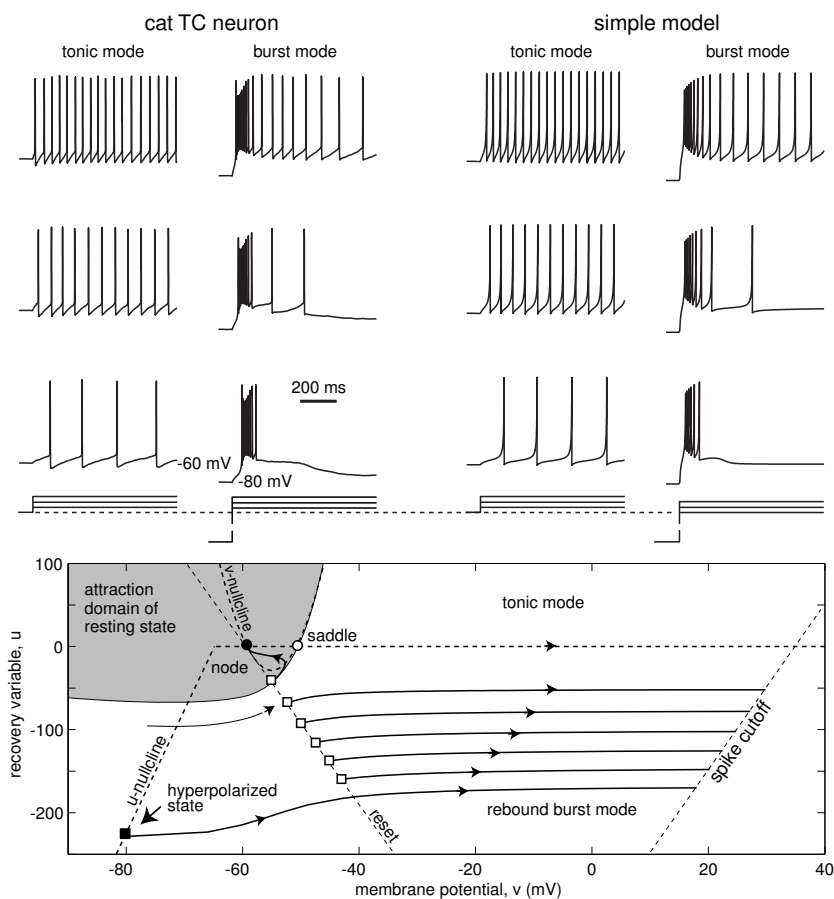 cat TC neuron
simple model
tonic mode
burst mode
tonic mode
burst mode
200 ms
-60 mV
-80 mV
100
0
-100
-200
recovery variable, u
attraction
domain of
resting state
v-nullcline
saddle
node
tonic mode
u-nullcline
hyperpolarized
state
reset
rebound burst mode
spike cutoff
-80
-60
-40
-20
0
20
40
membrane potential, v (mV)